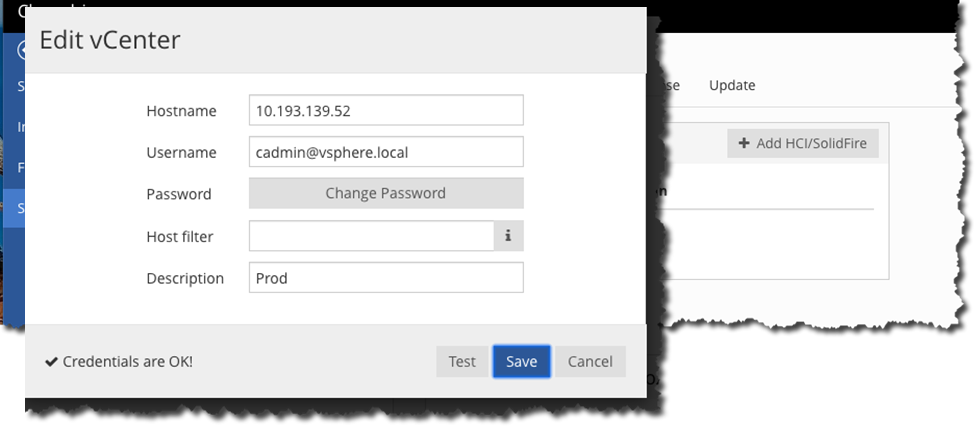 Edit vCenter
Hostname
10.193.139.52
Username
cadmin@vsphere.local
Password
Change Password
Host filter
i
Description
Prod
Credentials are OK!
Test
Save
Cancel
Update
Add HCI/SolidFire